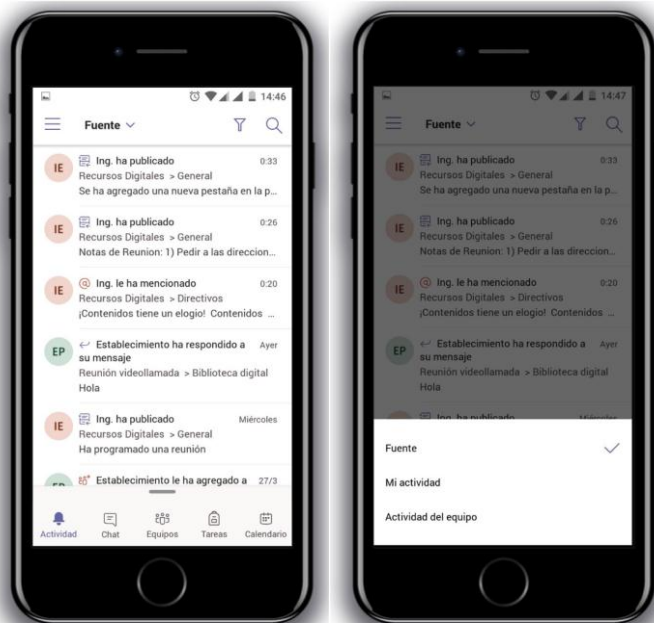 14:46
Fuente
IE
Ing. ha publicado 0:33
Recursos Digitales > General
Se ha agregado una nueva pestaña en la p...
IE
Ing. ha publicado 0:26
Recursos Digitales > General
Notas de Reunion: 1) Pedir a las direccion...
IE
@ Ing. le ha mencionado 0:20
Recursos Digitales > Directivos
¡Contenidos tiene un elogio! Contenidos ...
EP
Establecimiento ha respondido a Ayer
su mensaje
Reunión videollamada > Biblioteca digital
Hola
IE
Ing. ha publicado Miércoles
Recursos Digitales > General
Ha programado una reunión
EP
Establecimiento le ha agregado a 27/3
Actividad Chat Equipos Tareas Calendario
14:47
Fuente
IE
Ing. ha publicado 0:33
Recursos Digitales > General
Se ha agregado una nueva pestaña en la p...
IE
Ing. ha publicado 0:26
Recursos Digitales > General
Notas de Reunion: 1) Pedir a las direccion...
IE
@ Ing. le ha mencionado 0:20
Recursos Digitales > Directivos
¡Contenidos tiene un elogio! Contenidos ...
EP
Establecimiento ha respondido a Ayer
su mensaje
Reunión videollamada > Biblioteca digital
Hola
Ing. ha publicado Miércoles
Fuente
Mi actividad
Actividad del equipo